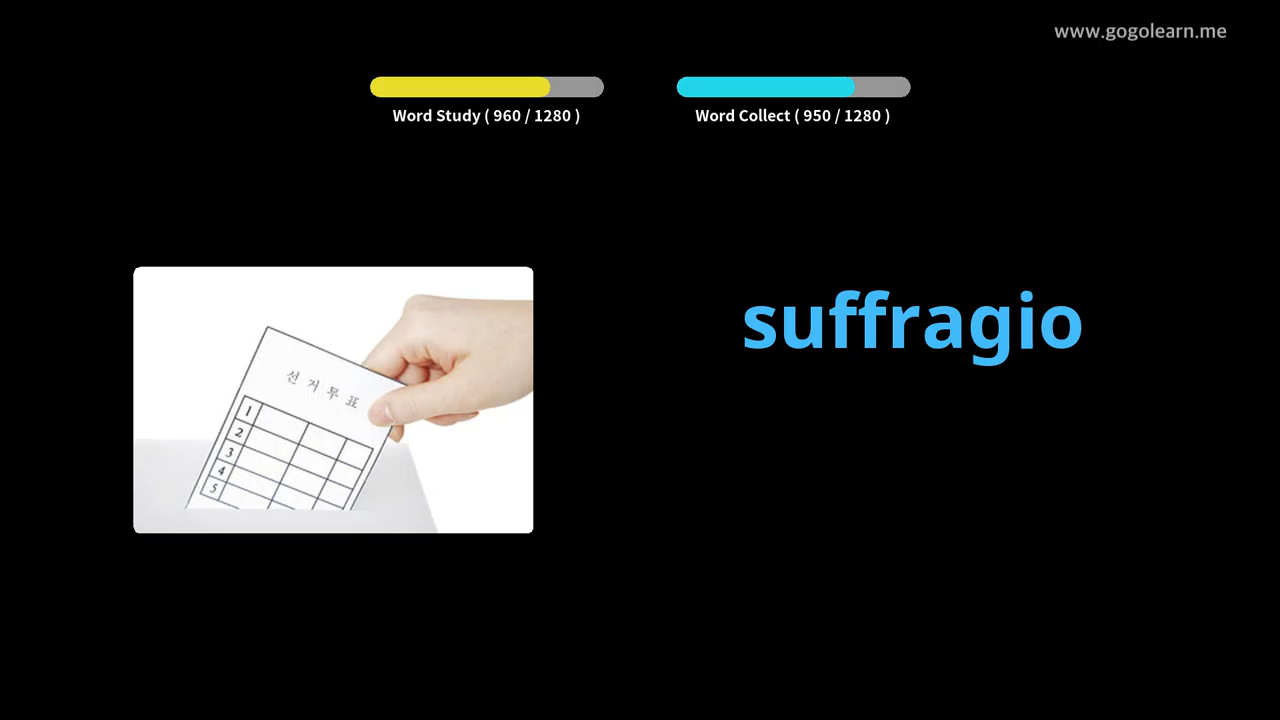 www.gogolearn.me
Word Study ( 960 / 1280 )
Word Collect ( 950 / 1280 )
suffragio
선거투표
1
2
3
4
5